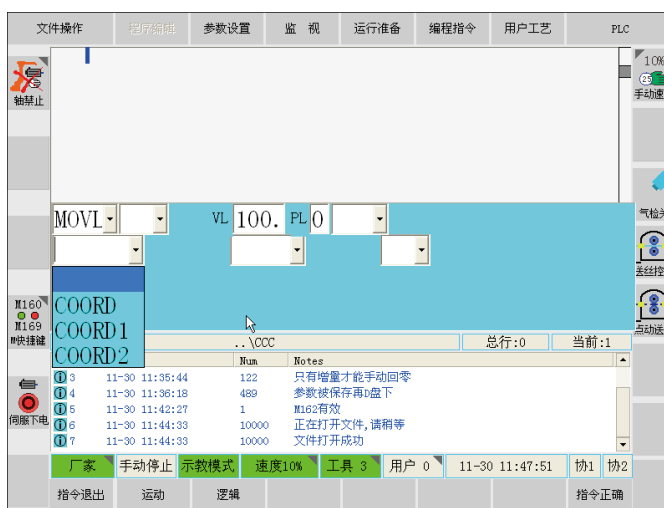 文件操作 程序编辑 参数设置 监 视 运行准备 编程指令 用户工艺 PLC
轴禁止
10%
25
手动速
MOVL VL 100. PL 0
气检
送丝控
COORD
COORD1
COORD2
M160
M169
M快捷键
点动送
..\CCC 总行:0 当前:1
Num Notes
3 11-30 11:35:44 122 只有增量才能手动回零
4 11-30 11:36:18 489 参数被保存再D盘下
5 11-30 11:42:27 1 M162有效
6 11-30 11:44:33 10000 正在打开文件,请稍等
7 11-30 11:44:33 10000 文件打开成功
伺服下电
厂家 手动停止 示教模式 速度10% 工具 3 用户 0 11-30 11:47:51 协1 协2
指令退出 运动 逻辑 指令正确